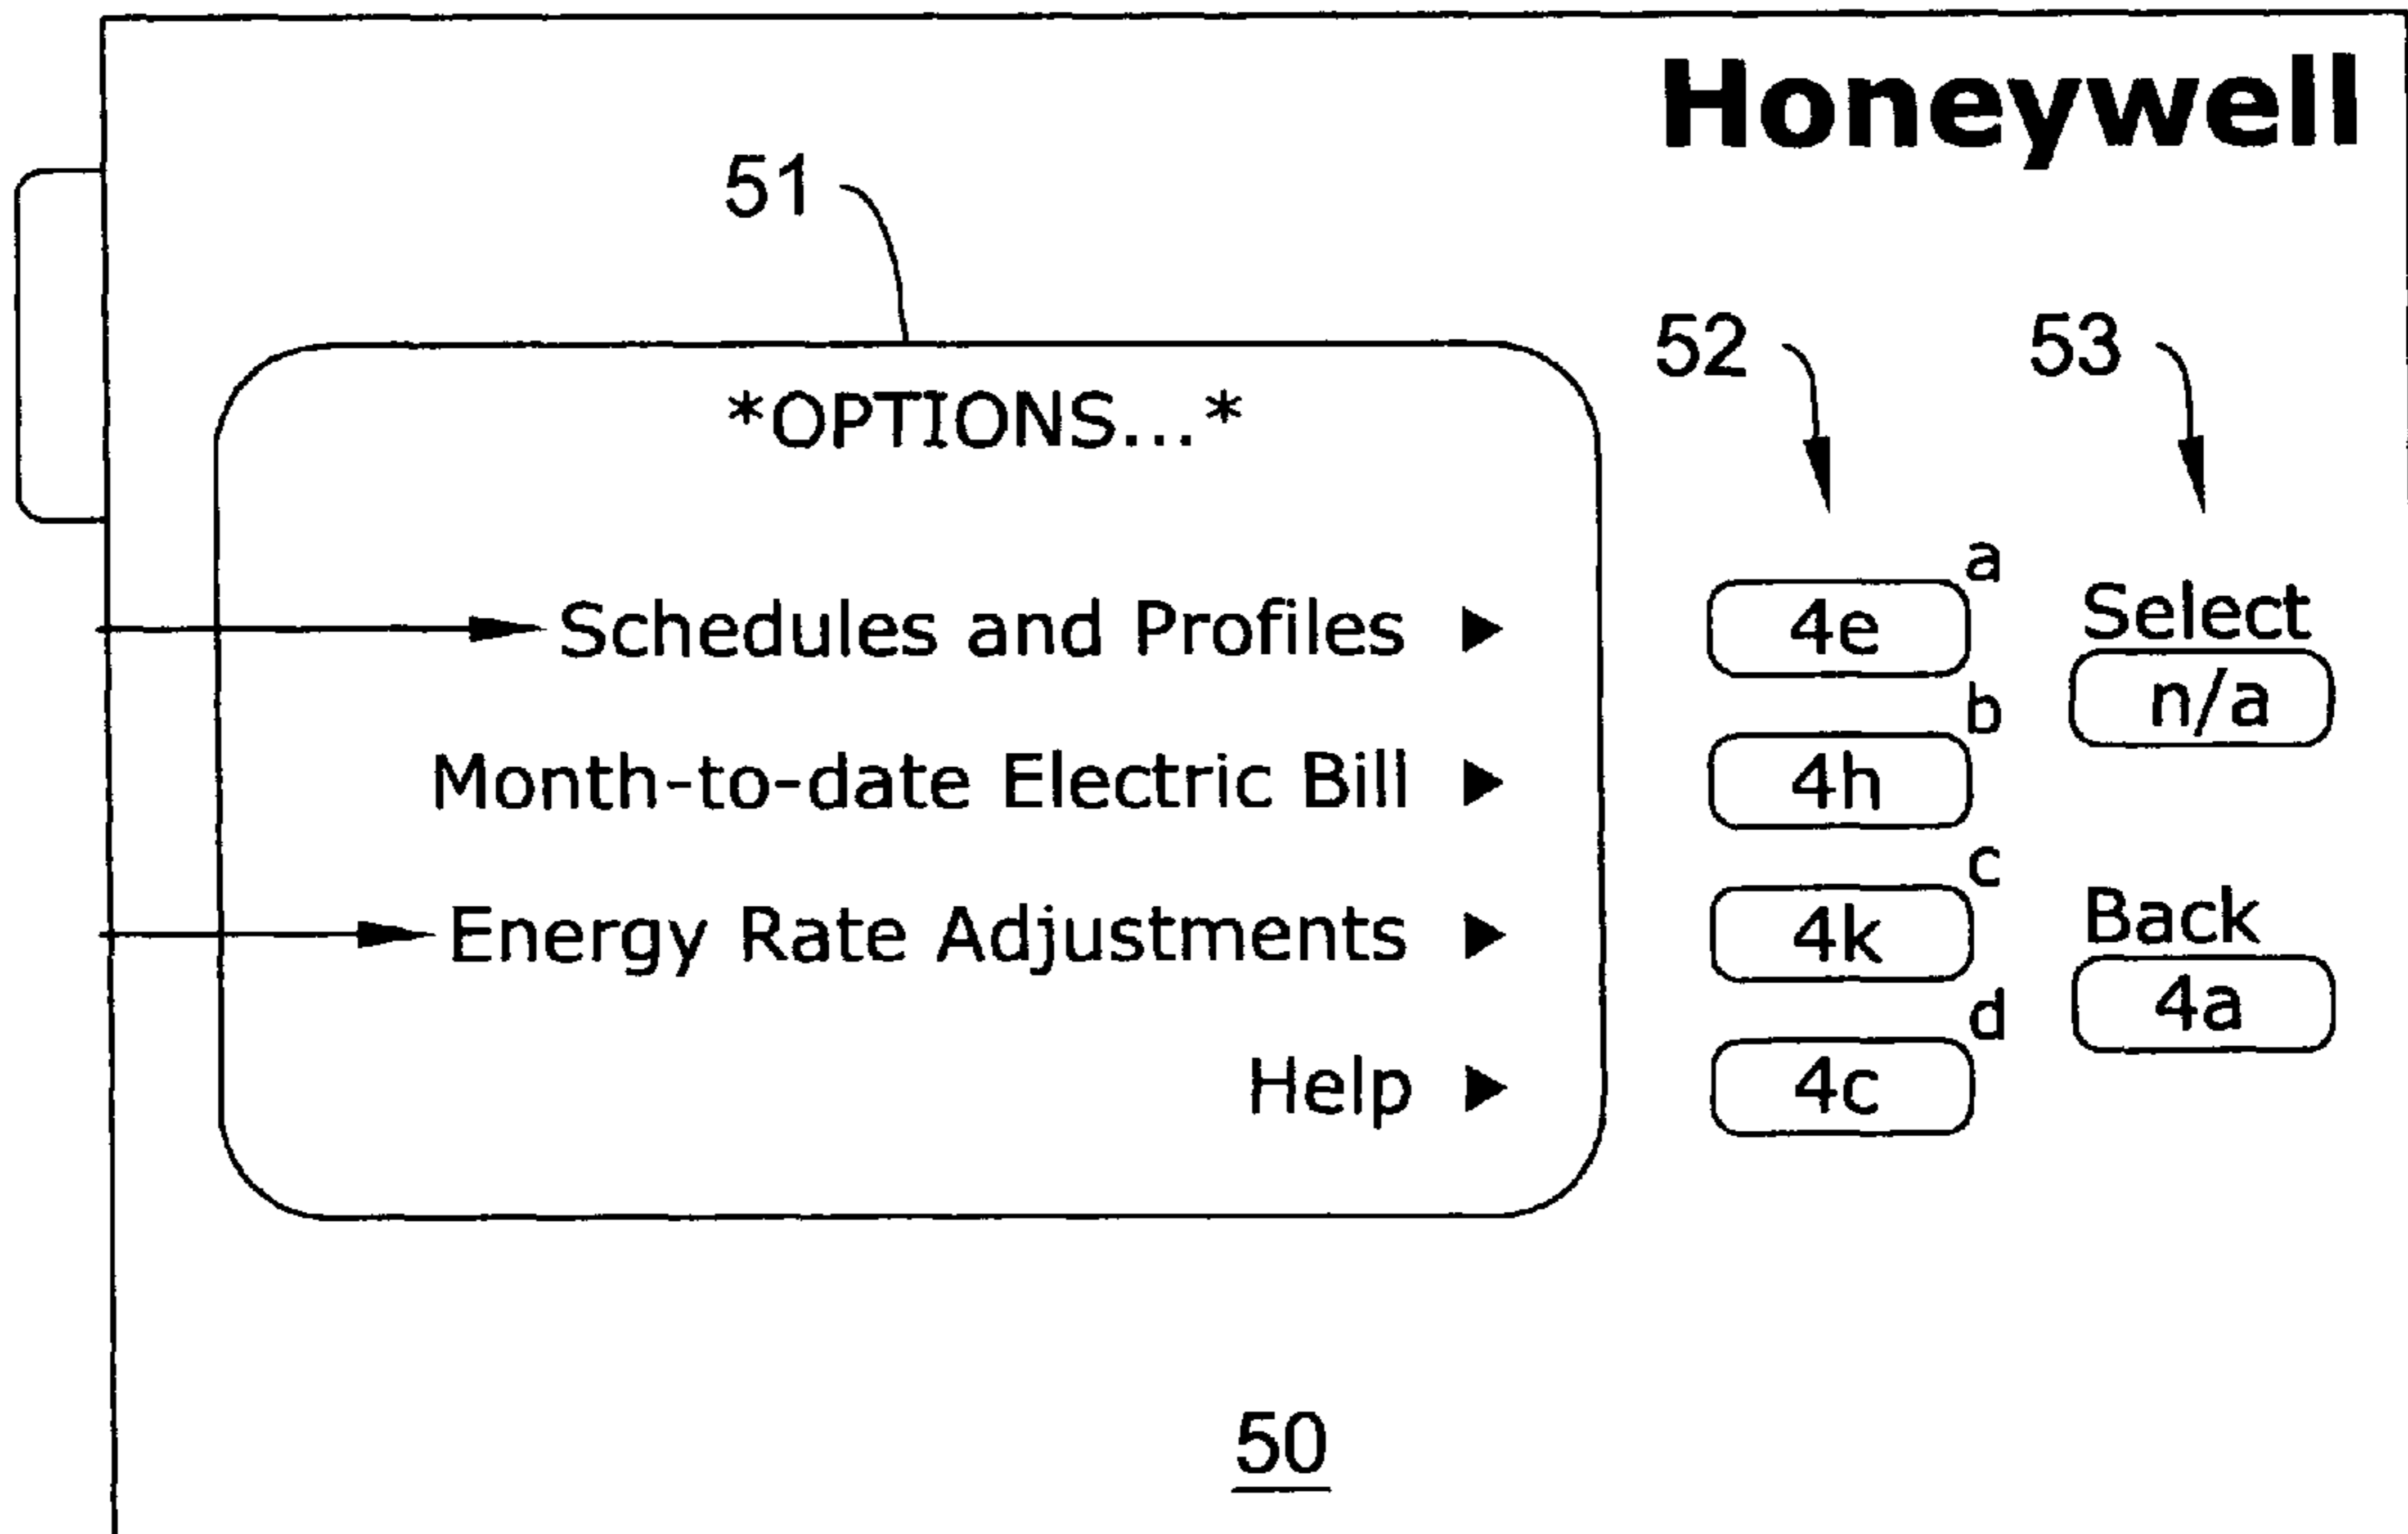 Honeywell
51
52 53
*OPTIONS...*
a
Schedules and Profiles ▶ 4e Select
b n/a
Month-to-date Electric Bill ▶ 4h
c
Energy Rate Adjustments ▶ 4k Back
d 4a
Help ▶ 4c
50